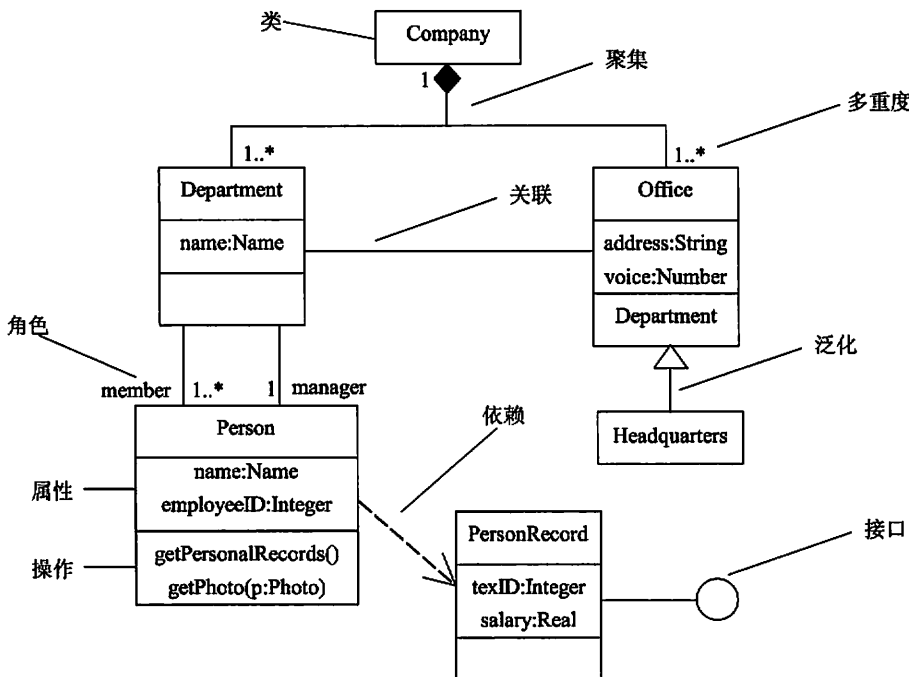 类
Company
1
聚集
多重度
1..*
1..*
Department
name:Name
关联
Office
address:String
voice:Number
Department
角色
member
1..*
1
manager
泛化
Headquarters
Person
name:Name
employeeID:Integer
getPersonalRecords()
getPhoto(p:Photo)
属性
操作
依赖
PersonRecord
texID:Integer
salary:Real
接口